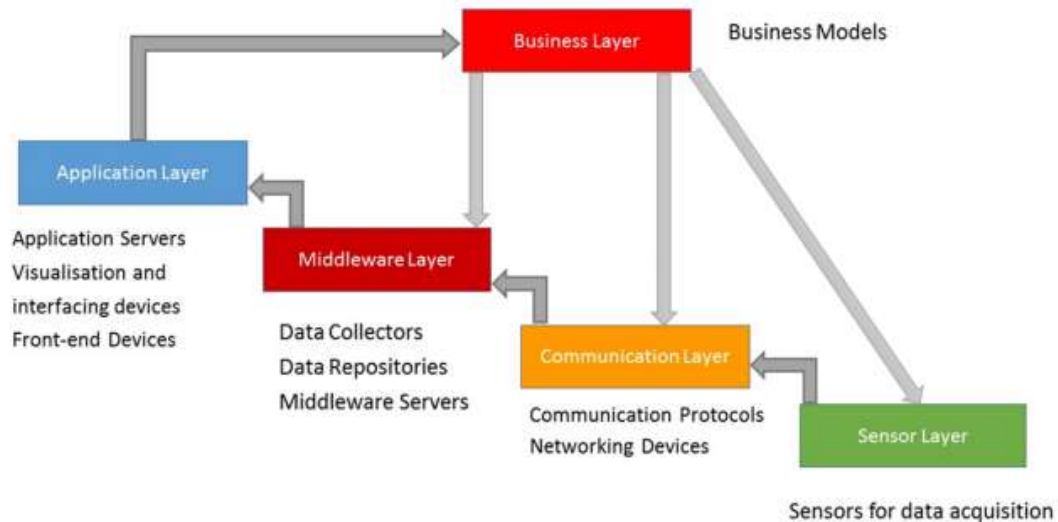 Business Layer
Business Models
Application Layer
Application Servers
Visualisation and
interfacing devices
Front-end Devices
Middleware Layer
Data Collectors
Data Repositories
Middleware Servers
Communication Layer
Communication Protocols
Networking Devices
Sensor Layer
Sensors for data acquisition